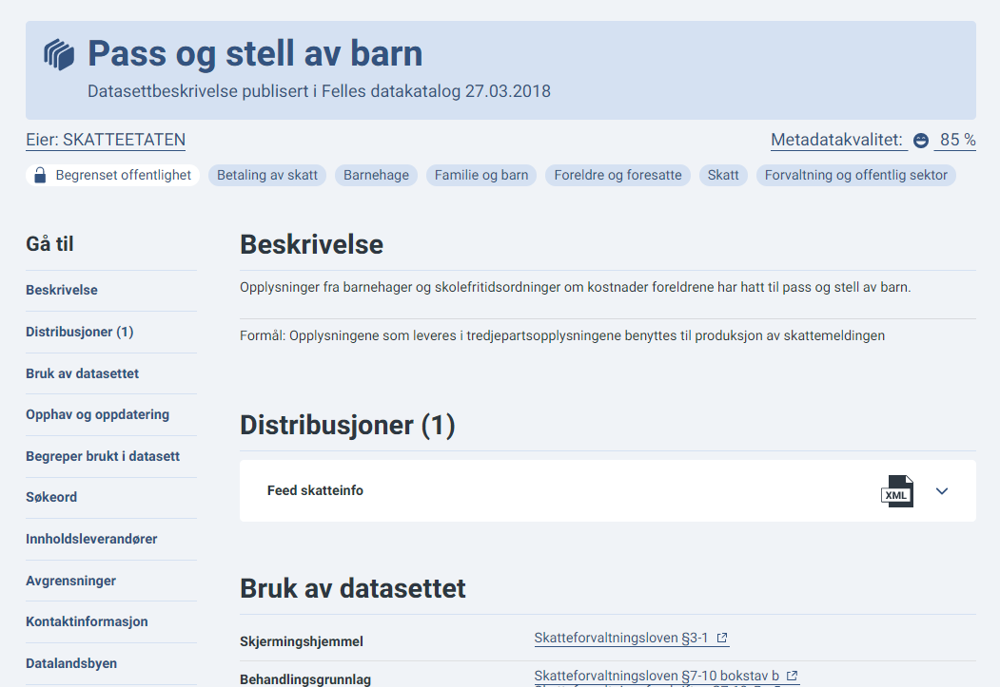 Pass og stell av barn
Datasettbeskrivelse publisert i Felles datakatalog 27.03.2018
Eier: SKATTEETATEN
Metadatakvalitet: 85 %
Begrenset offentlighet
Betaling av skatt
Barnehage
Familie og barn
Foreldre og foresatte
Skatt
Forvaltning og offentlig sektor
Gå til
Beskrivelse
Distribusjoner (1)
Bruk av datasettet
Opphav og oppdatering
Begreper brukt i datasett
Søkeord
Innholdsleverandører
Avgrensninger
Kontaktinformasjon
Datalandsbyen
Beskrivelse
Opplysninger fra barnehager og skolefritidsordninger om kostnader foreldrene har hatt til pass og stell av barn.
Formål: Opplysningene som leveres i tredjepartsopplysningene benyttes til produksjon av skattemeldingen
Distribusjoner (1)
Feed skatteinfo
XML
Bruk av datasettet
Skjermingshjemmel
Skatteforvaltningsloven §3-1
Behandlingsgrunnlag
Skatteforvaltningsloven §7-10 bokstav b